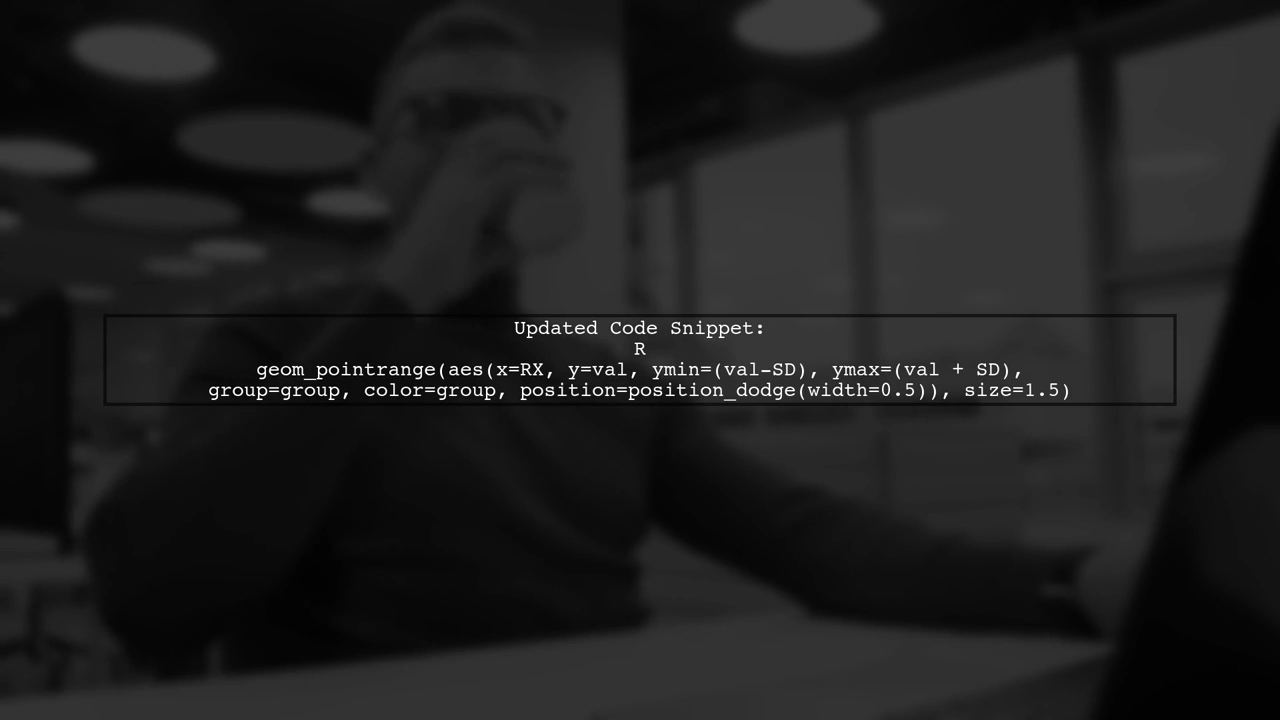 Updated Code Snippet:
R
geom_pointrange(aes(x=RX, y=val, ymin=(val-SD), ymax=(val + SD),
group=group, color=group, position=position_dodge(width=0.5)), size=1.5)